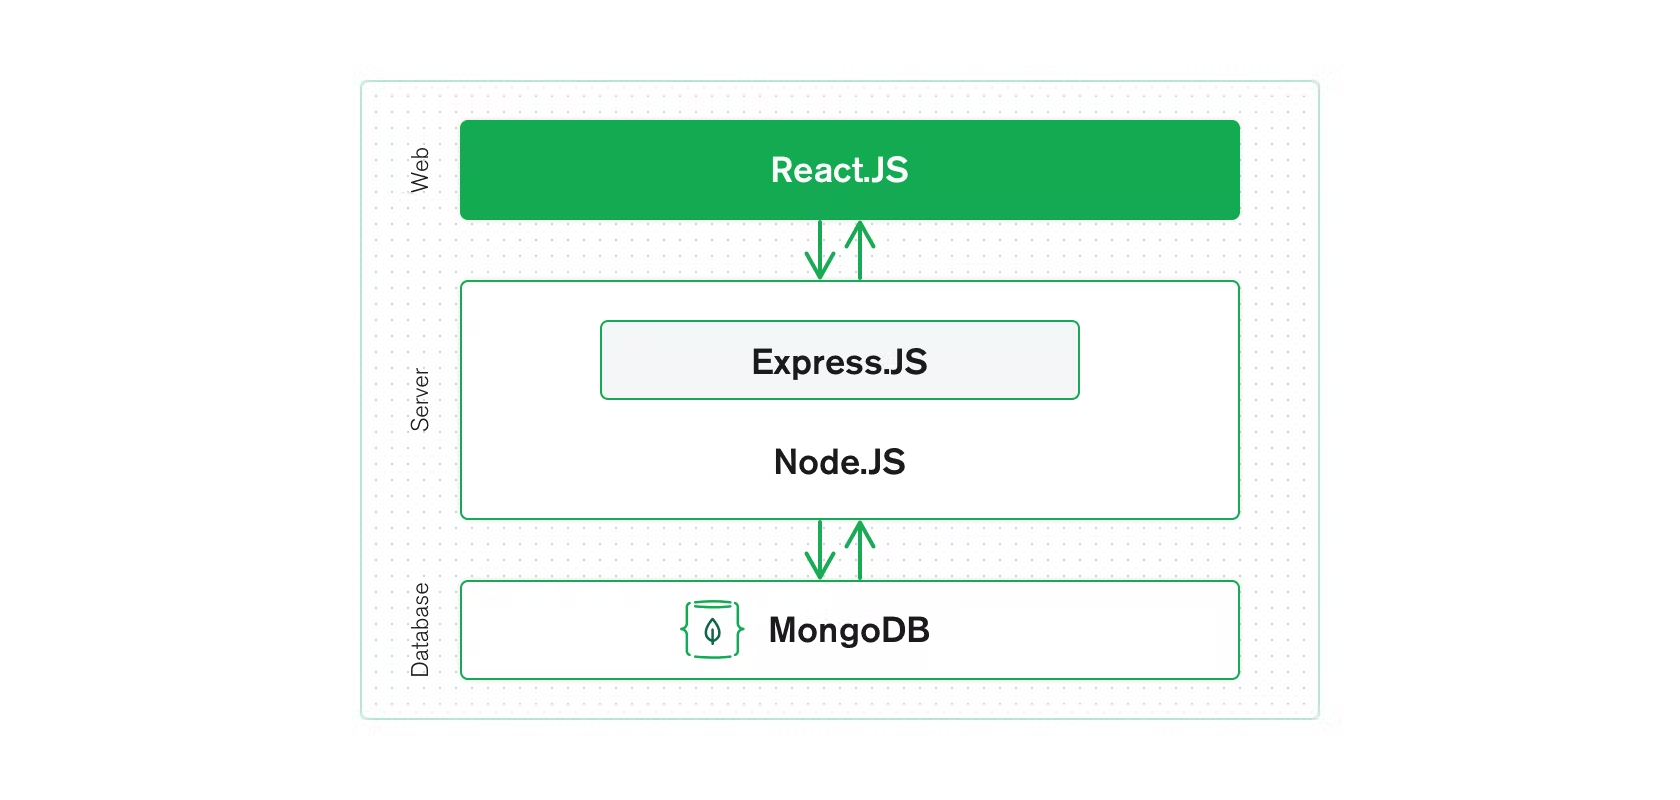 Web
React.JS
Server
Express.JS
Node.JS
Database
MongoDB